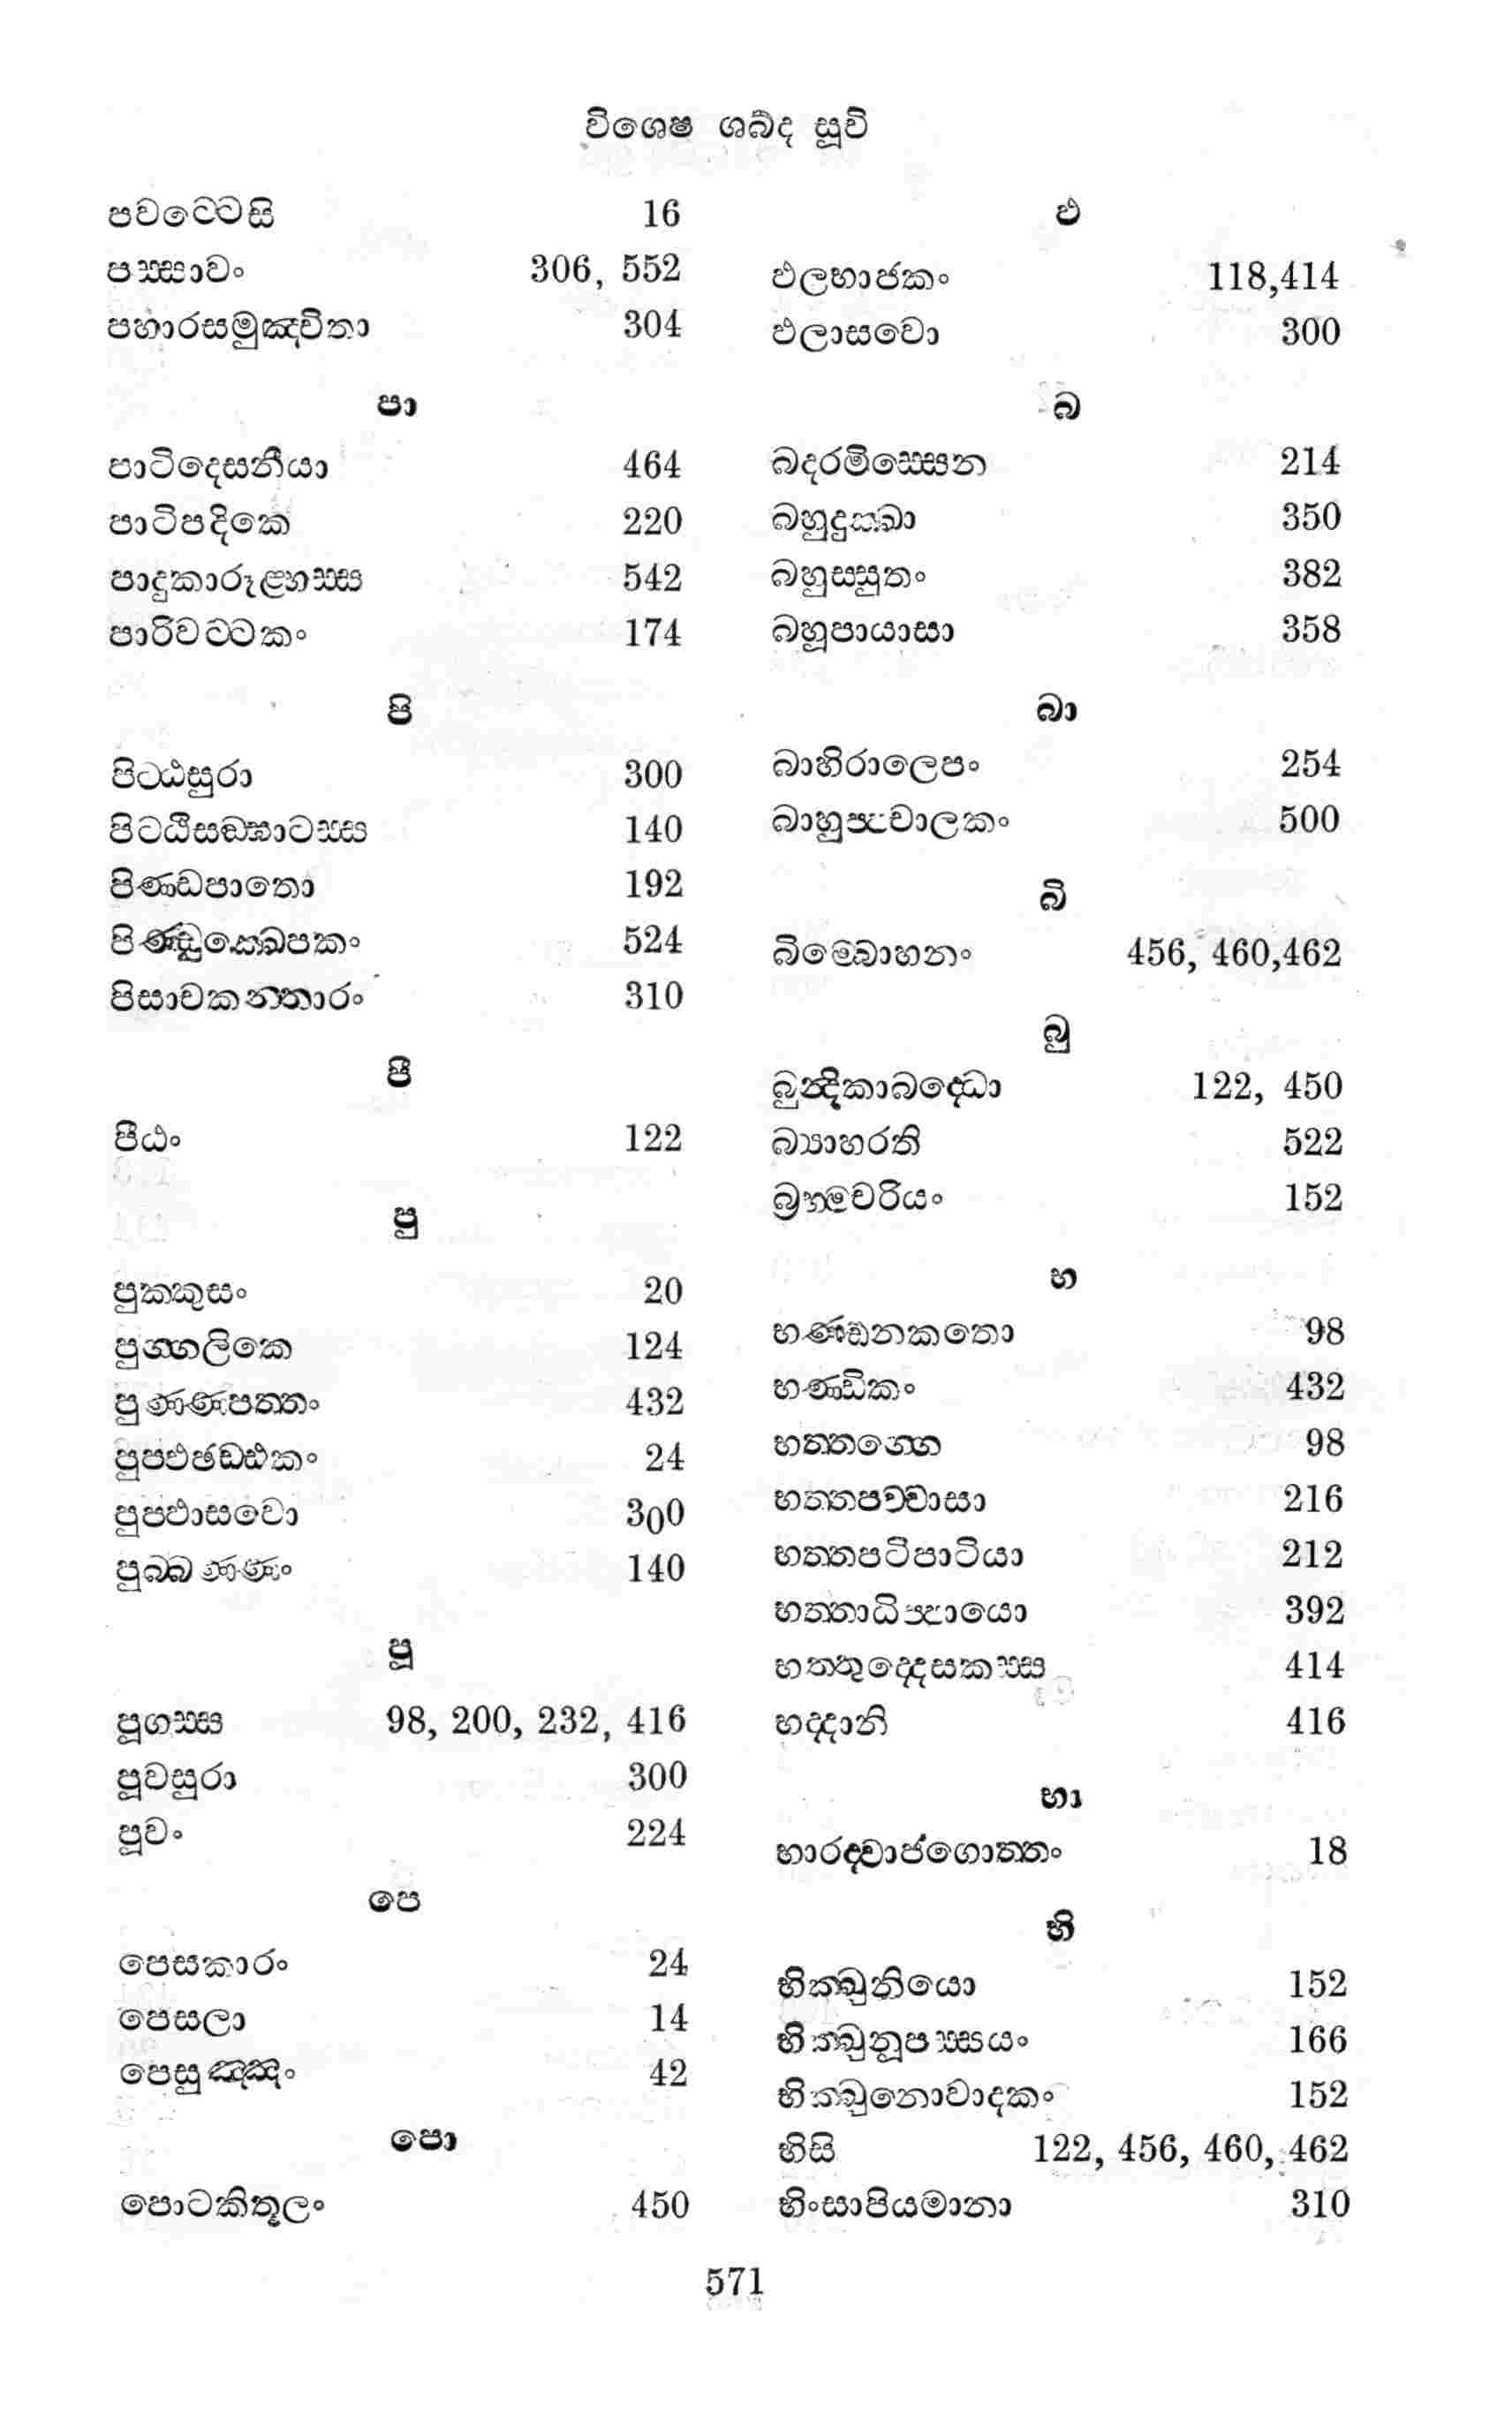 විශෙෂ ශබ්ද සූචි
පවට්ටෙසි 16
පස්සාවං 306, 552
පහාරසමුඤ්චිතා 304
පා
පාටිදෙසනීයා 464
පාටිපදිකෙ 220
පාදුකාරූළ්හස්ස 542
පාරිවට්ටකං 174
පි
පිට්ඨසුරා 300
පිට්ඨිසඞ්ඝාටස්ස 140
පිණ්ඩපාතො 192
පිණ්ඩුක්ඛෙපකං 524
පිසාචකන්තාරං 310
පී
පීඨං 122
පු
පුක්කුසං 20
පුග්ගලිකෙ 124
පුණ්ණපත්තං 432
පුප්ඵඡඩ්ඪකං 24
පුප්ඵාසවො 300
පුබ්බණ්ණං 140
පූ
පූගස්ස 98, 200, 232, 416
පූවසුරා 300
පූවං 224
පෙ
පෙසකාරං 24
පෙසලා 14
පෙසුඤ්ඤං 42
පො
පොටකිතූලං 450
ඵ
ඵලභාජකං 118,414
ඵලාසවො 300
බ
බදරමිස්සෙන 214
බහුදුක්ඛා 350
බහුස්සුතං 382
බහූපායාසා 358
බා
බාහිරාලෙපං 254
බාහුප්පචාලකං 500
බි
බිම්බොහනං 456, 460,462
බු
බුන්දිකාබද්ධො 122, 450
බ්‍යාහරති 522
බ්‍රහ්මචරියං 152
භ
භණ්ඩනකතො 98
භණ්ඩිකං 432
භත්තග්ගෙ 98
භත්තපච්චාසා 216
භත්තපටිපාටියා 212
භත්තාධිප්පායො 392
භත්තුද්දෙසකස්ස 414
භද්දානි 416
භා
භාරද්වාජගොත්තං 18
භි
භික්ඛුනියො 152
භික්ඛුනූපස්සයං 166
භික්ඛුනොවාදකං 152
භිසි 122, 456, 460, 462
භිංසාපියමානා 310
571